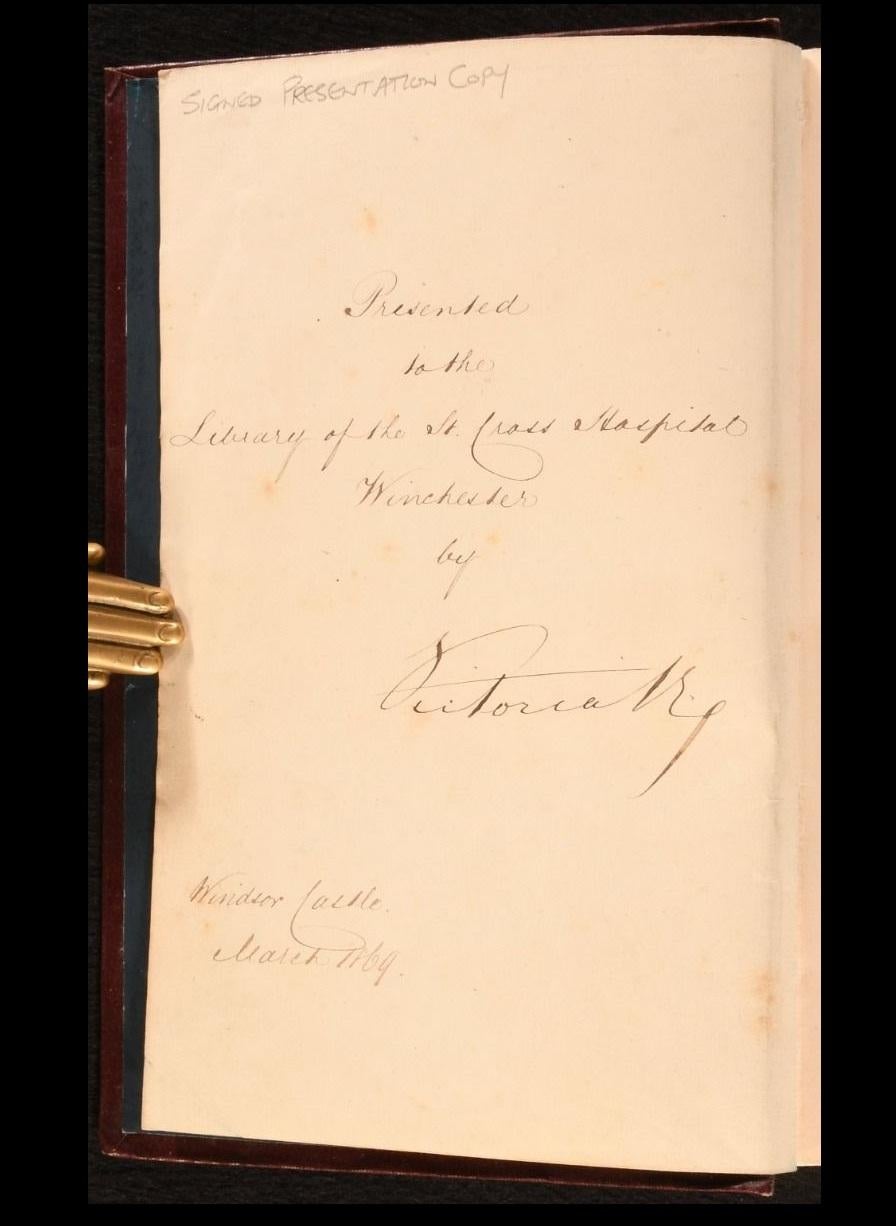 SIGNED PRESENTATION COPY
Presented
to the
Library of the St. Cross Hospital
Winchester
by
Victoria R
Windsor Castle.
March 1869.